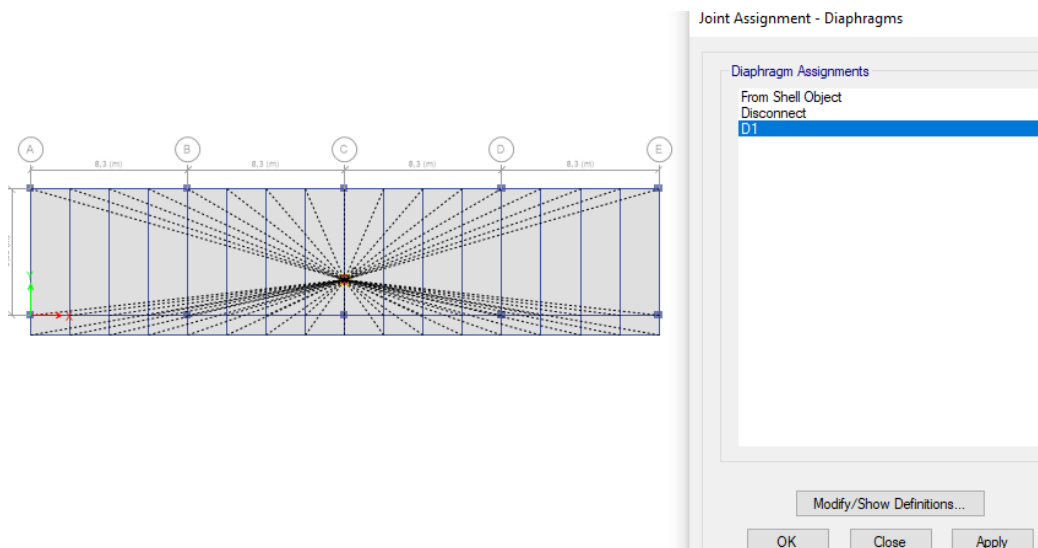 Joint Assignment - Diaphragms
Diaphragm Assignments
From Shell Object
Disconnect
D1
A
B
C
D
E
8,3 (m)
8,3 (m)
8,3 (m)
8,3 (m)
Y
X
Modify/Show Definitions...
OK
Close
Apply